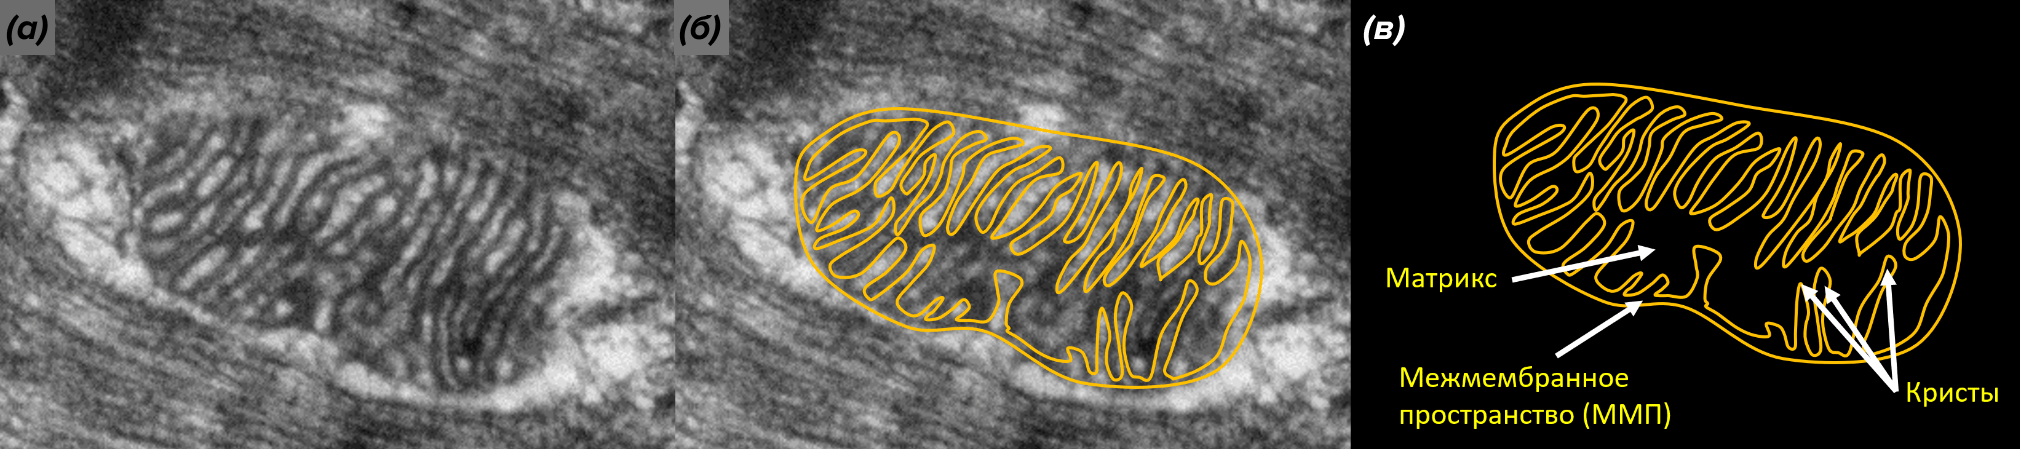 (а)
(б)
(в)
Матрикс
Межмембранное
пространство (ММП)
Кристы